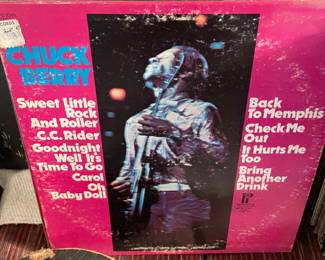 CHUCK
BERRY
Sweet Little
Rock
And Roller
C.C. Rider
Goodnight
Well It's
Time To Go
Carol
Oh
Baby Doll
Back
To Memphis
Check Me
Out
It Hurts Me
Too
Bring
Another
Drink